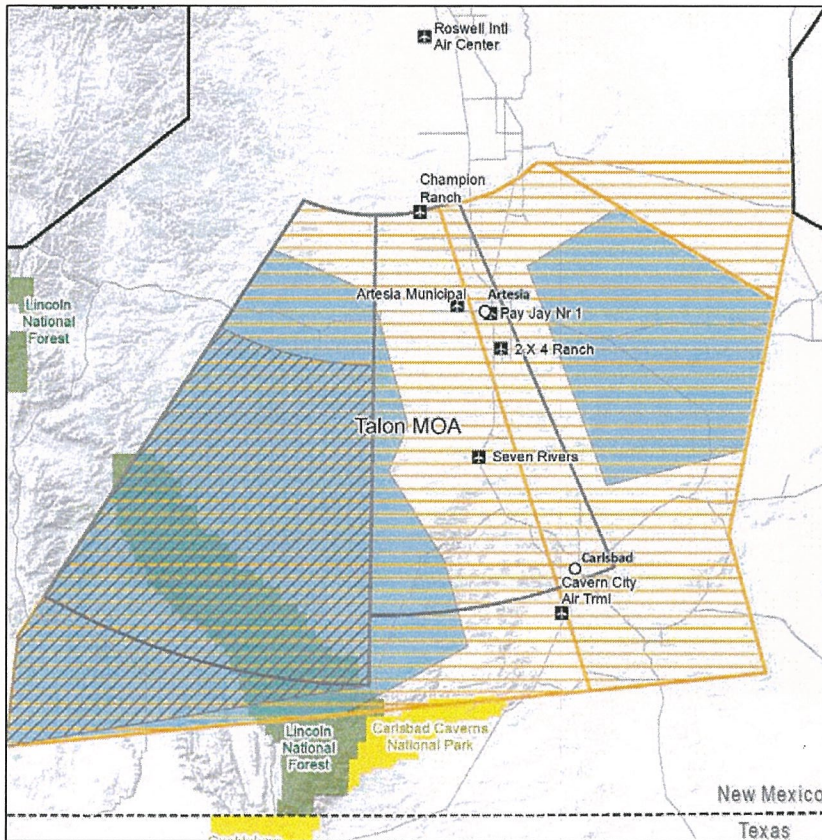 Roswell Intl
Air Center
Champion
Ranch
Lincoln
National
Forest
Artesia Municipal
Artesia
Pay Jay Nr 1
2 X 4 Ranch
Talon MOA
Seven Rivers
Carlsbad
Cavern City
Air Trml
Lincoln
National
Forest
Carlsbad Caverns
National Park
New Mexico
Texas